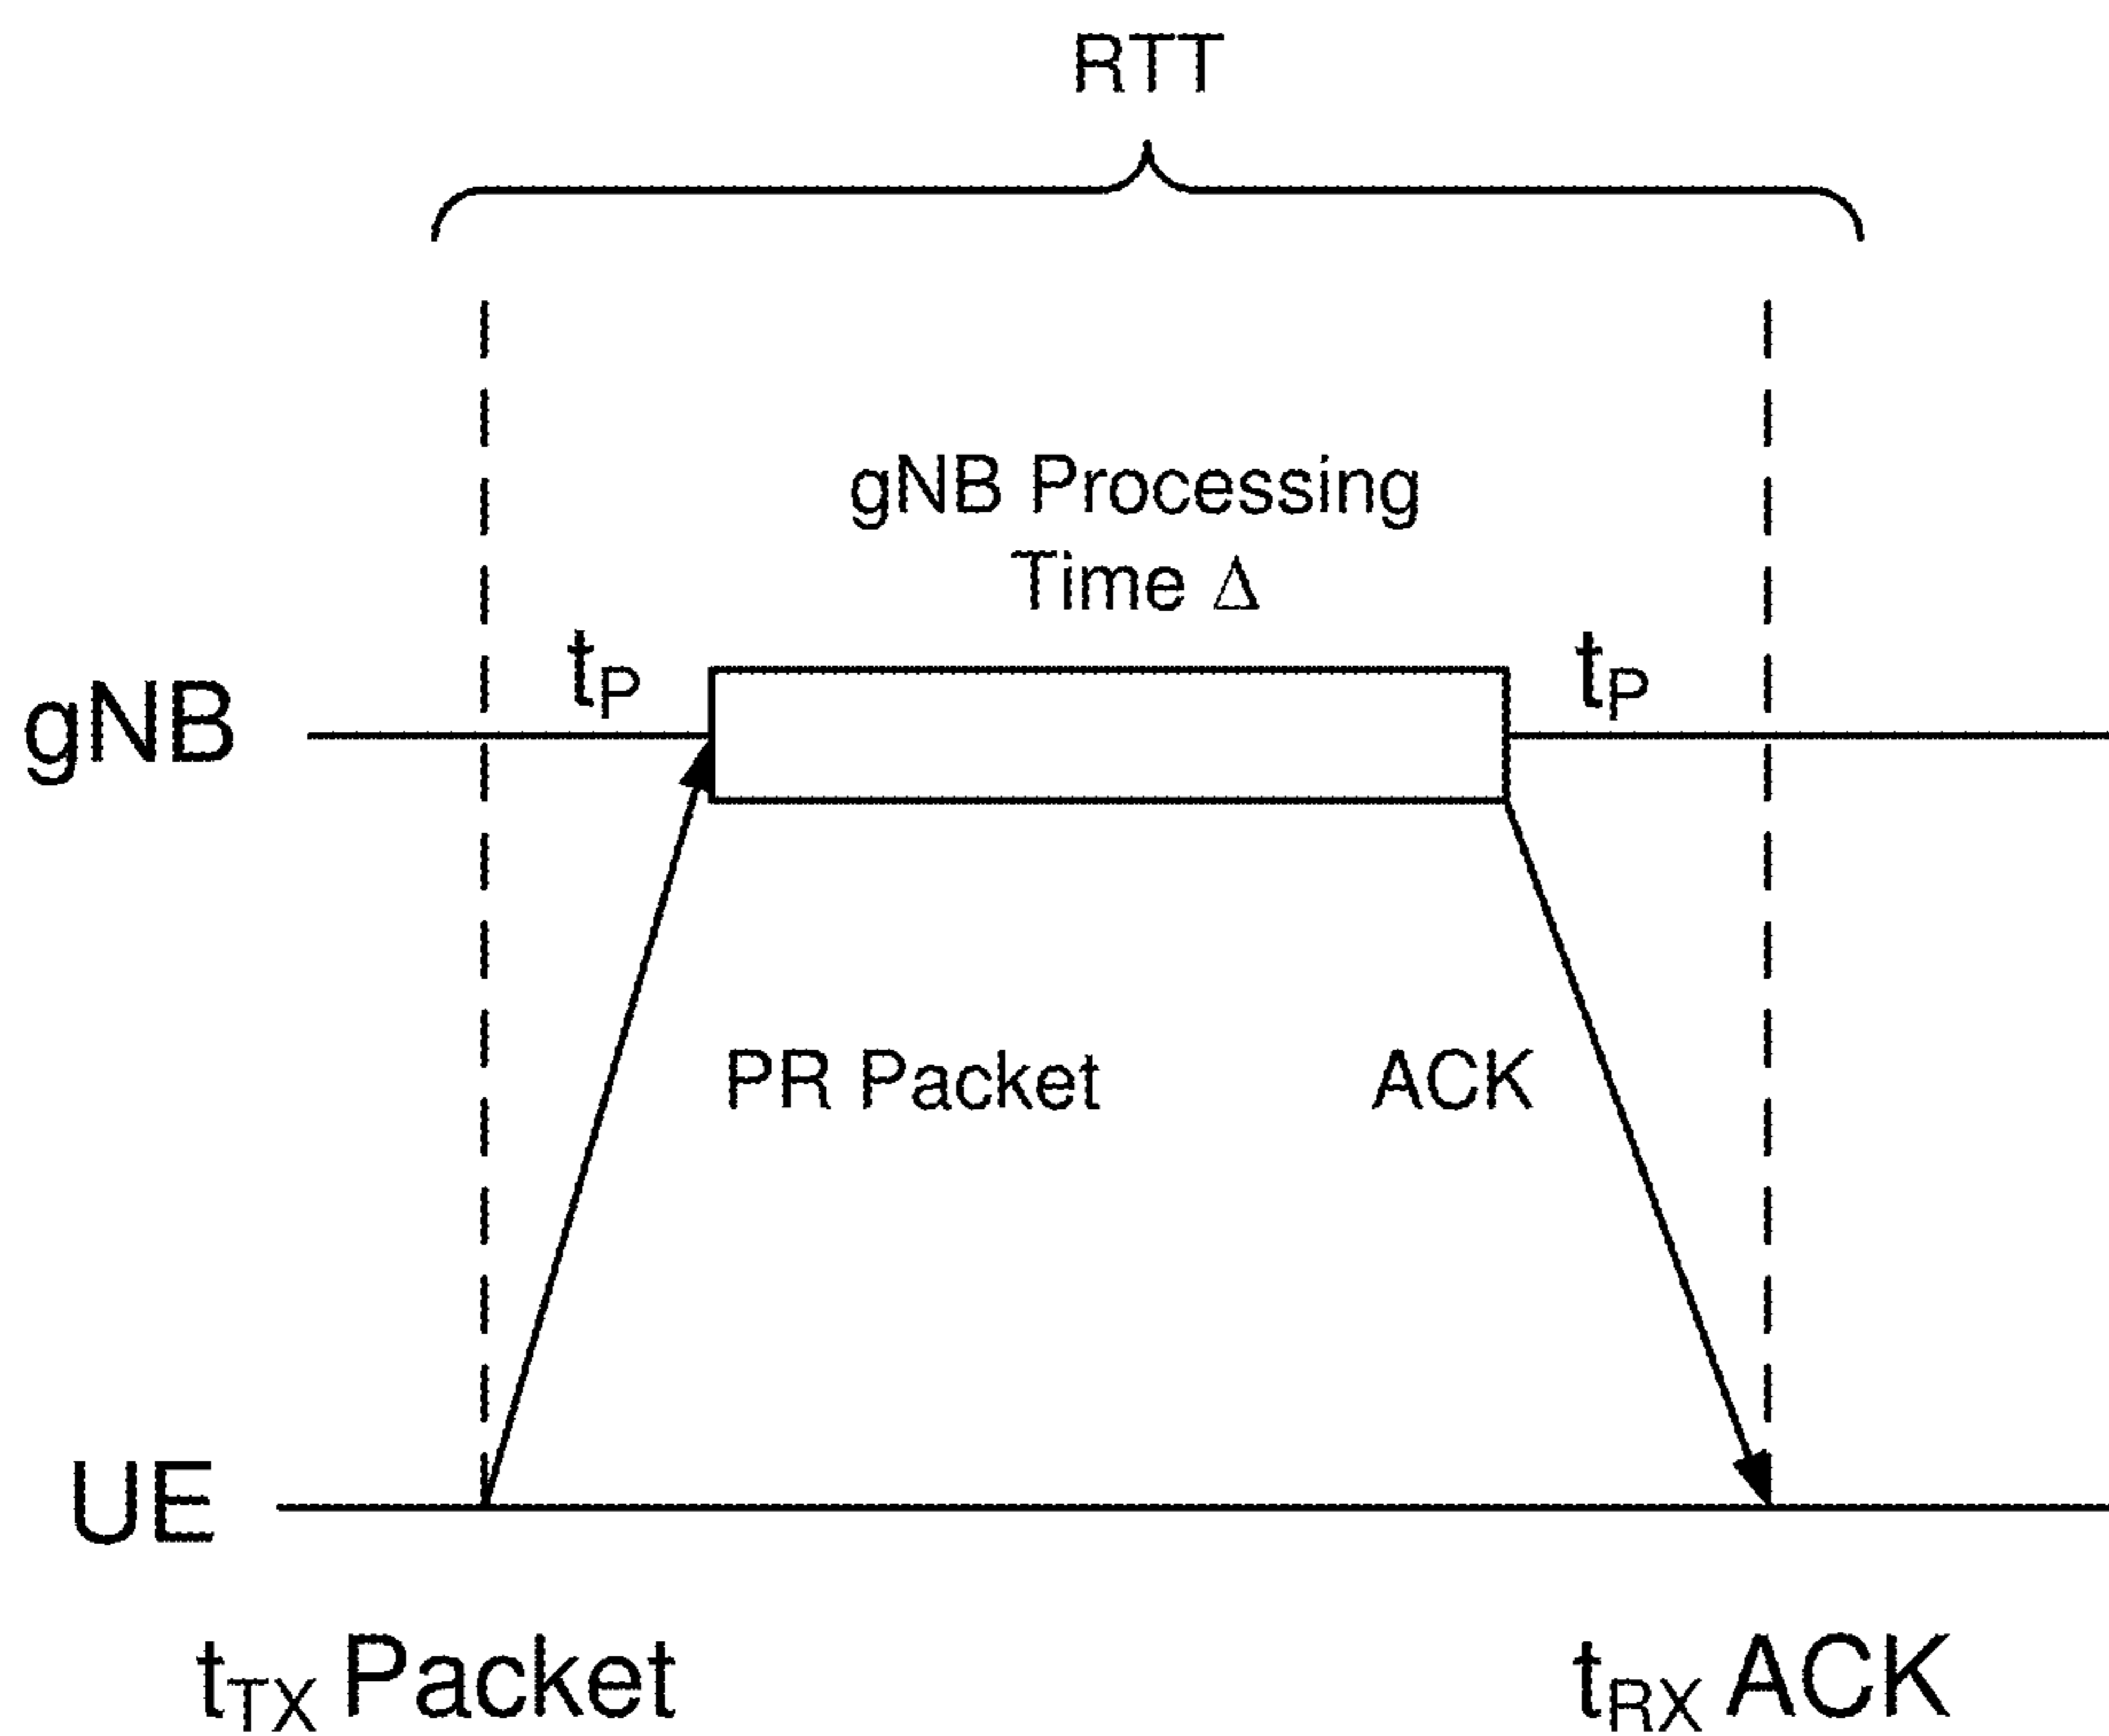 RTT
gNB Processing
Time Δ
tP
tP
gNB
PR Packet
ACK
UE
tTX Packet
tRX ACK